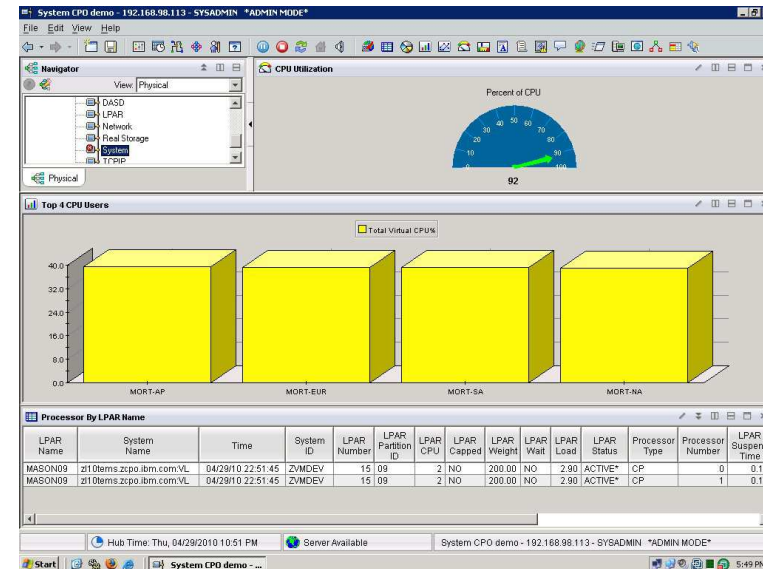 System CPO demo - 192.168.98.113 - SYSADMIN *ADMIN MODE*
File Edit View Help
Navigator
View: Physical
DASD
LPAR
Network
Real Storage
System
TCPIP
Physical
CPU Utilization
Percent of CPU
0 10 20 30 40 50 60 70 80 90 100
92
Top 4 CPU Users
Total Virtual CPU%
40.0
32.0
24.0
16.0
8.0
0.0
MORT-AP MORT-EUR MORT-SA MORT-NA
Processor By LPAR Name
LPAR Name System Name Time System ID LPAR Number LPAR Partition ID LPAR CPU LPAR Capped LPAR Weight LPAR Wait LPAR Load LPAR Status Processor Type Processor Number LPAR Suspen Time
MASON09 zl10tems.zcpo.ibm.com:VL 04/29/10 22:51:45 ZVMDEV 15 09 2 NO 200.00 NO 2.90 ACTIVE* CP 0 0.1
MASON09 zl10tems.zcpo.ibm.com:VL 04/29/10 22:51:45 ZVMDEV 15 09 2 NO 200.00 NO 2.90 ACTIVE* CP 1 0.1
Hub Time: Thu, 04/29/2010 10:51 PM Server Available System CPO demo - 192.168.98.113 - SYSADMIN *ADMIN MODE*
Start System CPO demo - ... 5:49 PM